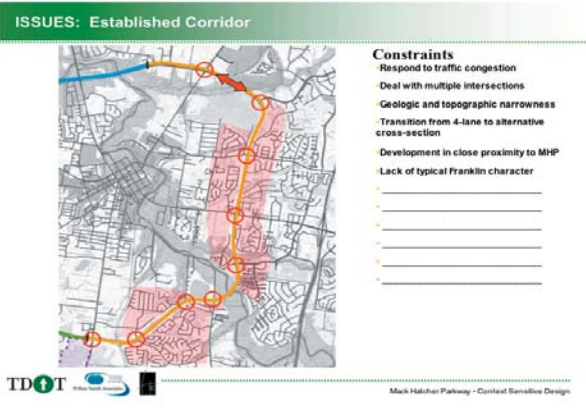 ISSUES: Established Corridor
Constraints
Respond to traffic congestion
Deal with multiple intersections
Geologic and topographic narrowness
Transition from 4-lane to alternative
cross-section
Development in close proximity to MHP
Lack of typical Franklin character
TDOT
Mack Hatcher Parkway - Context Sensitive Design